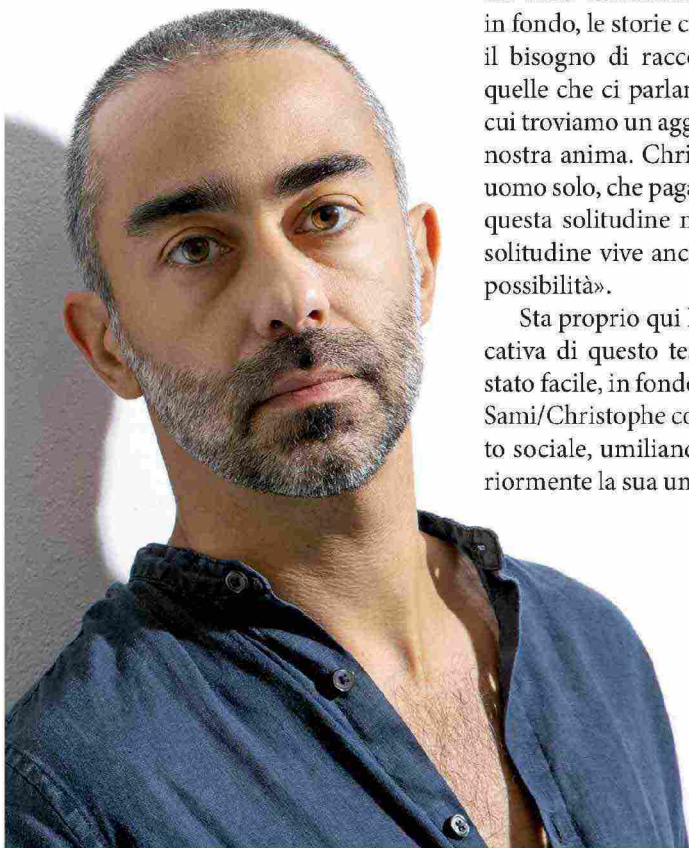 in fondo, le storie c
il bisogno di racco
quelle che ci parlan
cui troviamo un agg
nostra anima. Chri
uomo solo, che paga
questa solitudine n
solitudine vive anc
possibilità».
Sta proprio qui l
cativa di questo te
stato facile, in fondo
Sami/Christophe co
to sociale, umiliand
riormente la sua un